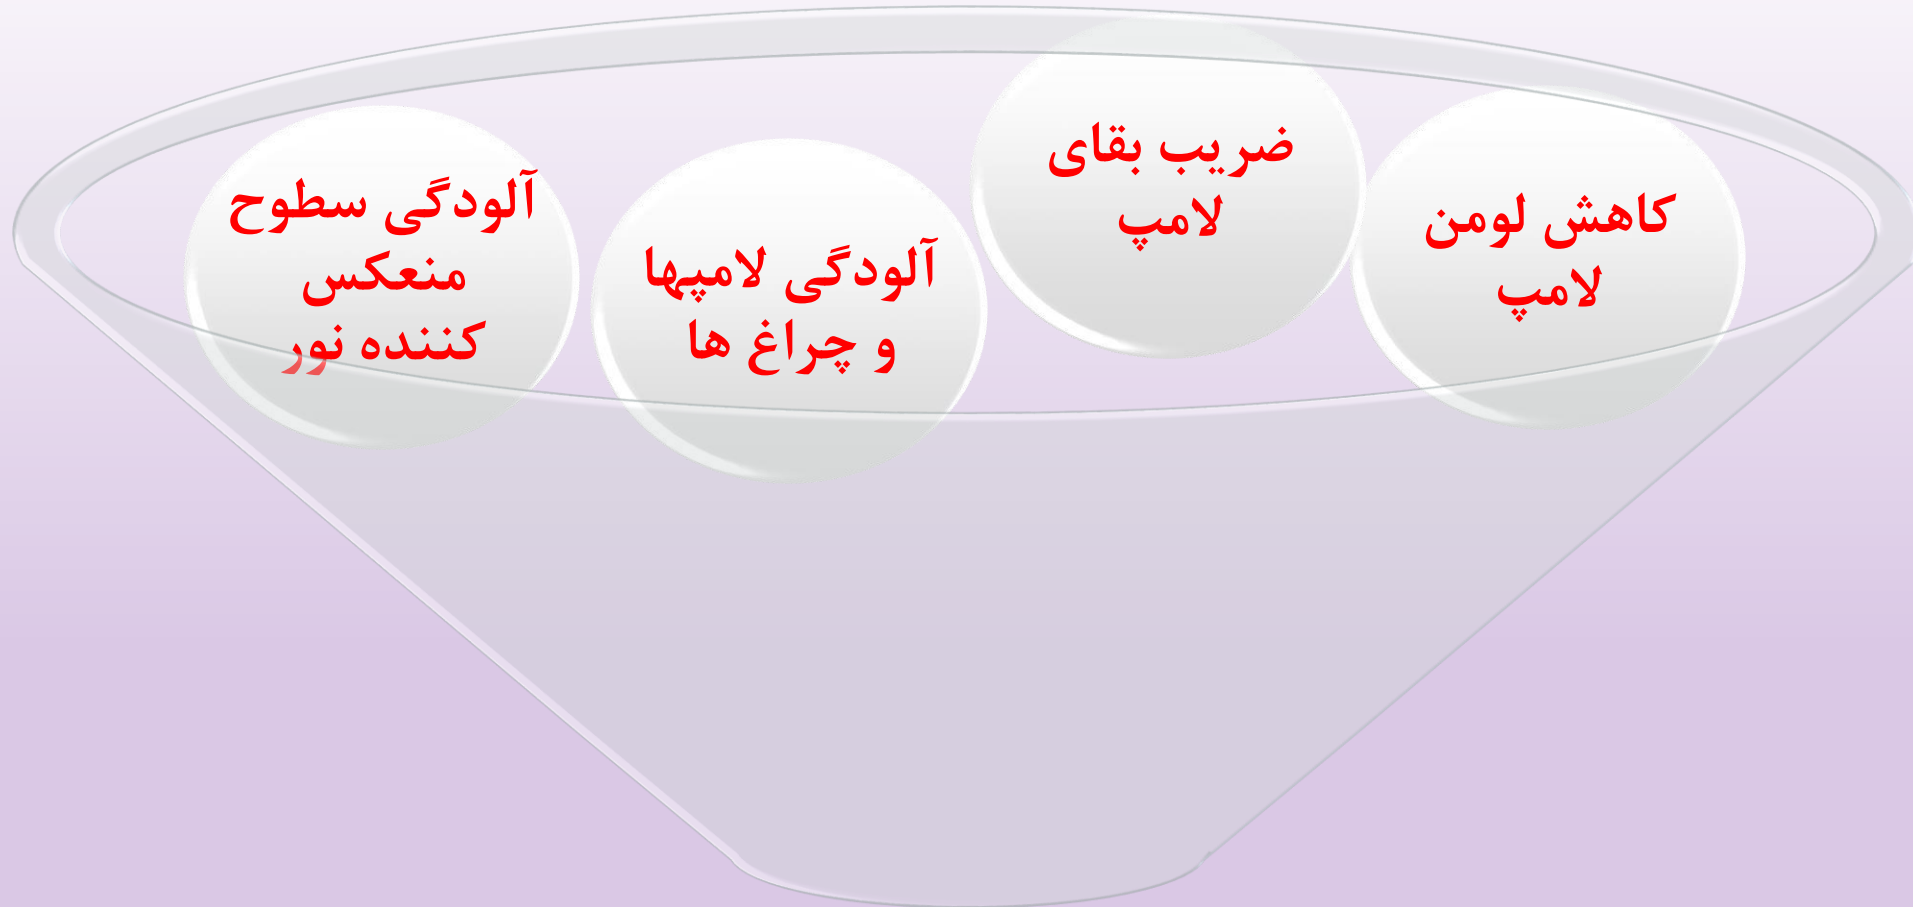 کاهش لومن
لامپ
ضریب بقای
لامپ
آلودگی لامپها
و چراغ ها
آلودگی سطوح
منعکس
کننده نور